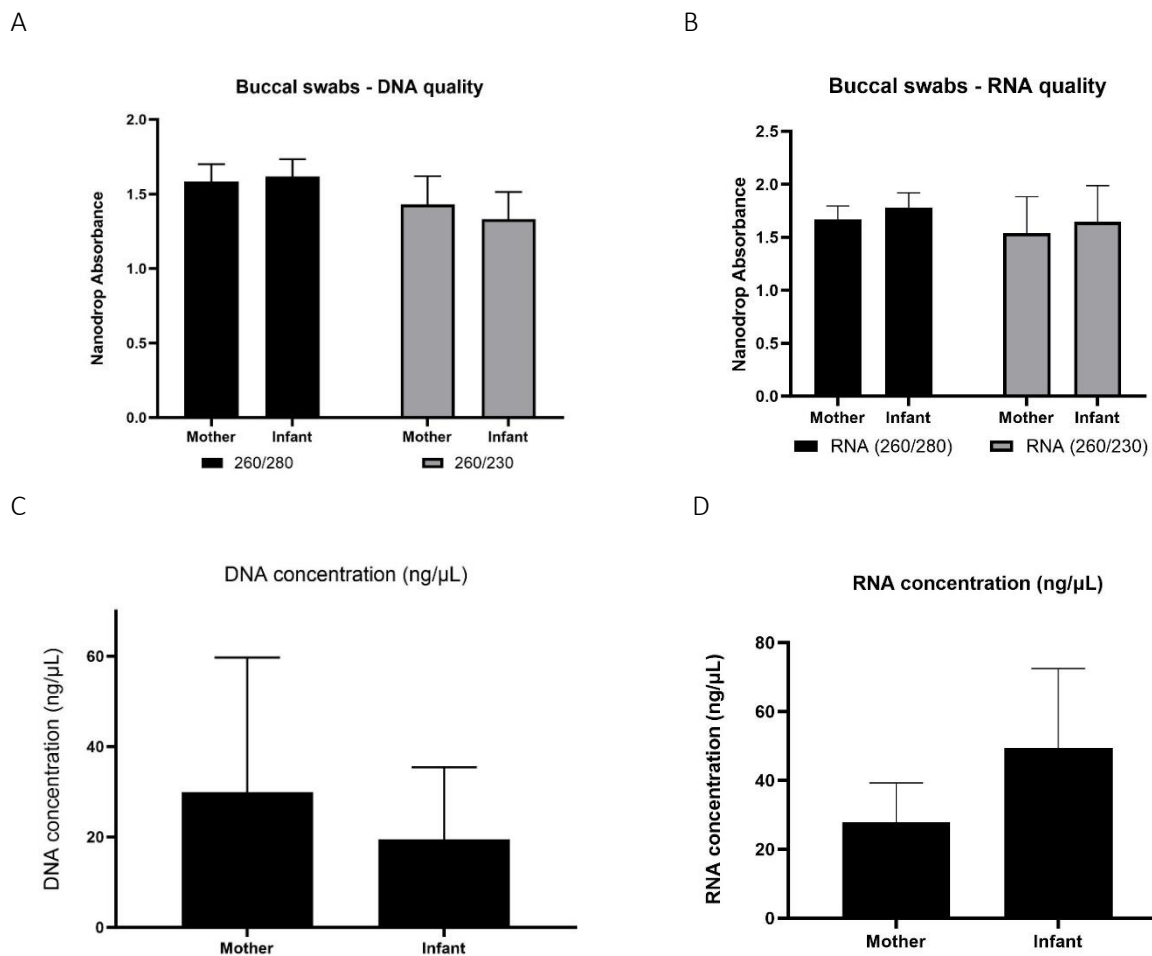 A
Buccal swabs - DNA quality
Nanodrop Absorbance
2.0
1.5
1.0
0.5
0.0
Mother Infant Mother Infant
260/280 260/230
B
Buccal swabs - RNA quality
Nanodrop Absorbance
2.5
2.0
1.5
1.0
0.5
0.0
Mother Infant Mother Infant
RNA (260/280) RNA (260/230)
C
DNA concentration (ng/µL)
DNA concentration (ng/µL)
60
40
20
0
Mother Infant
D
RNA concentration (ng/µL)
RNA concentration (ng/µL)
80
60
40
20
0
Mother Infant